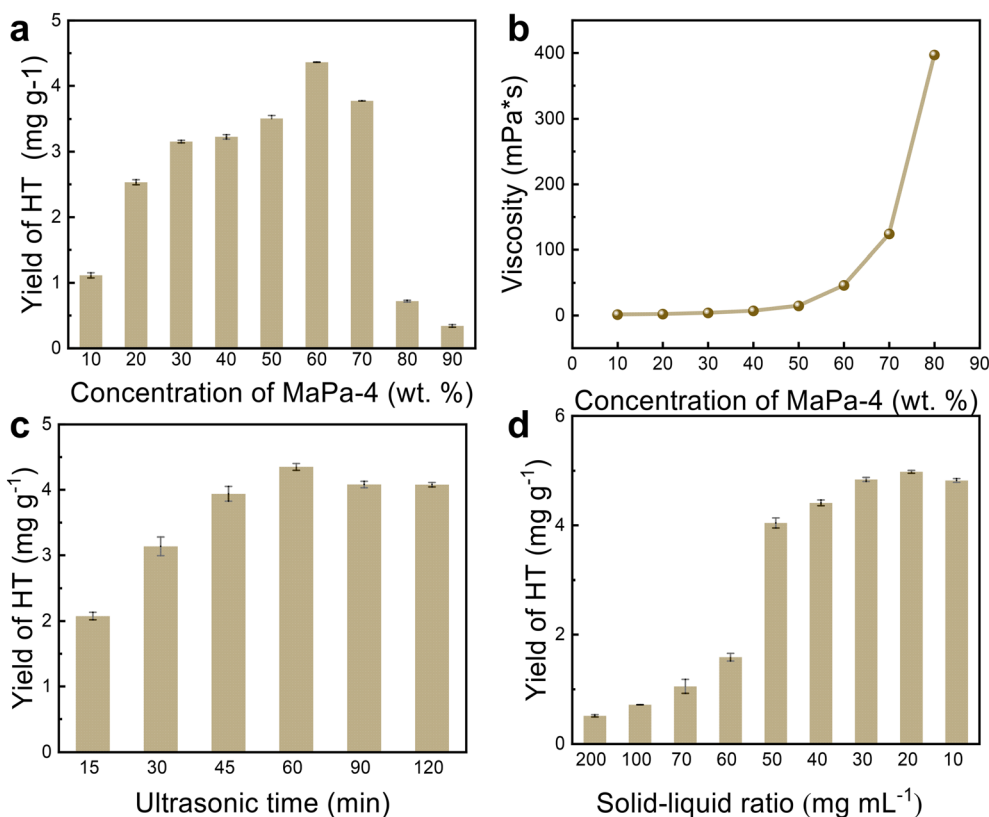 a
Yield of HT (mg g-1)
5
4
3
2
1
0
10 20 30 40 50 60 70 80 90
Concentration of MaPa-4 (wt. %)
b
Viscosity (mPa*s)
400
300
200
100
0
0 10 20 30 40 50 60 70 80 90
Concentration of MaPa-4 (wt. %)
c
Yield of HT (mg g⁻¹)
5
4
3
2
1
0
15 30 45 60 90 120
Ultrasonic time (min)
d
Yield of HT (mg g⁻¹)
6
4
2
0
200 100 70 60 50 40 30 20 10
Solid-liquid ratio (mg mL⁻¹)